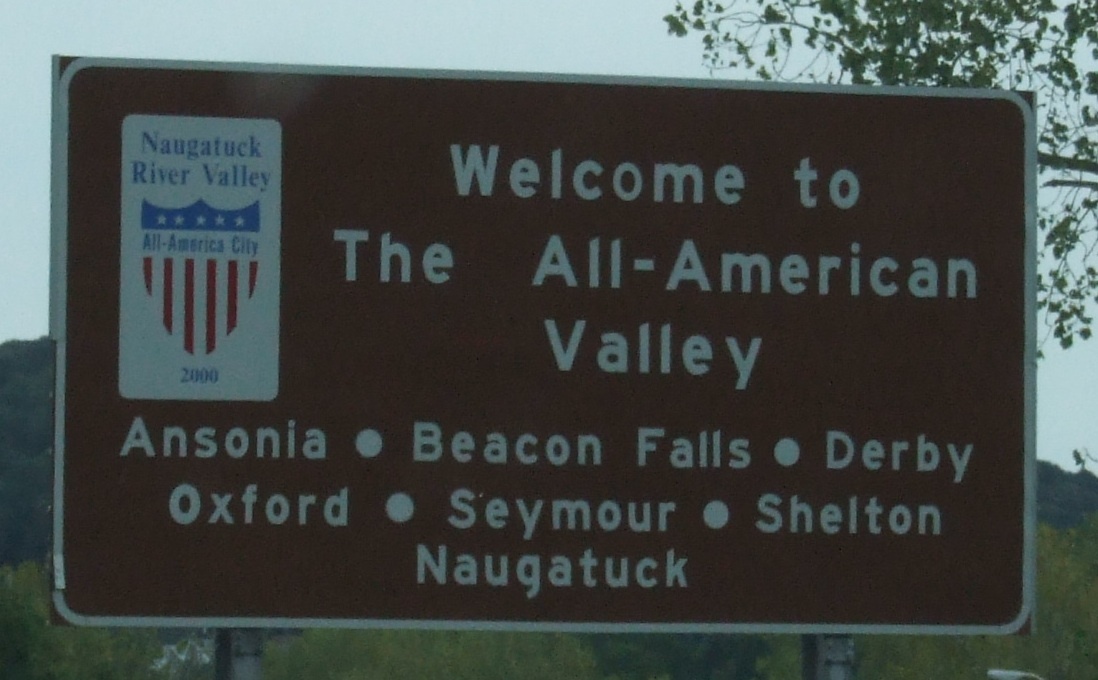 Naugatuck
River Valley
All-America City
2000
Welcome to
The All-American
Valley
Ansonia • Beacon Falls • Derby
Oxford • Seymour • Shelton
Naugatuck